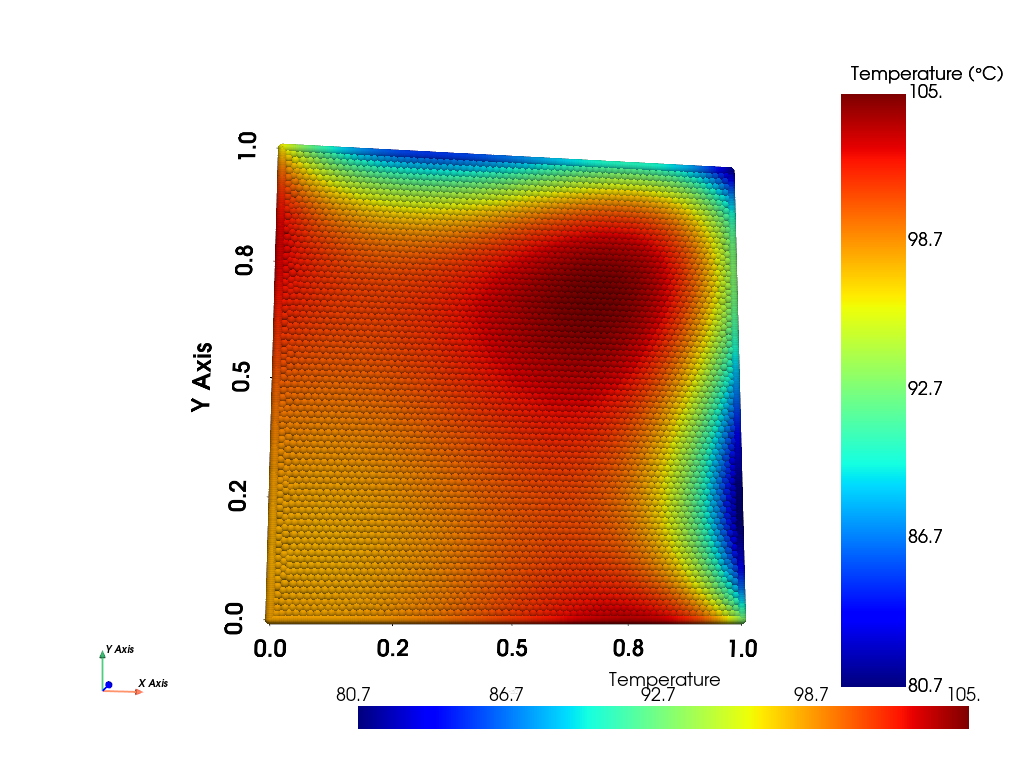 Temperature (°C)
105.
98.7
92.7
86.7
80.7
1.0
0.8
0.5
0.2
0.0
Y Axis
0.0 0.2 0.5 0.8 1.0
Temperature
80.7 86.7 92.7 98.7 105.
Y Axis
X Axis